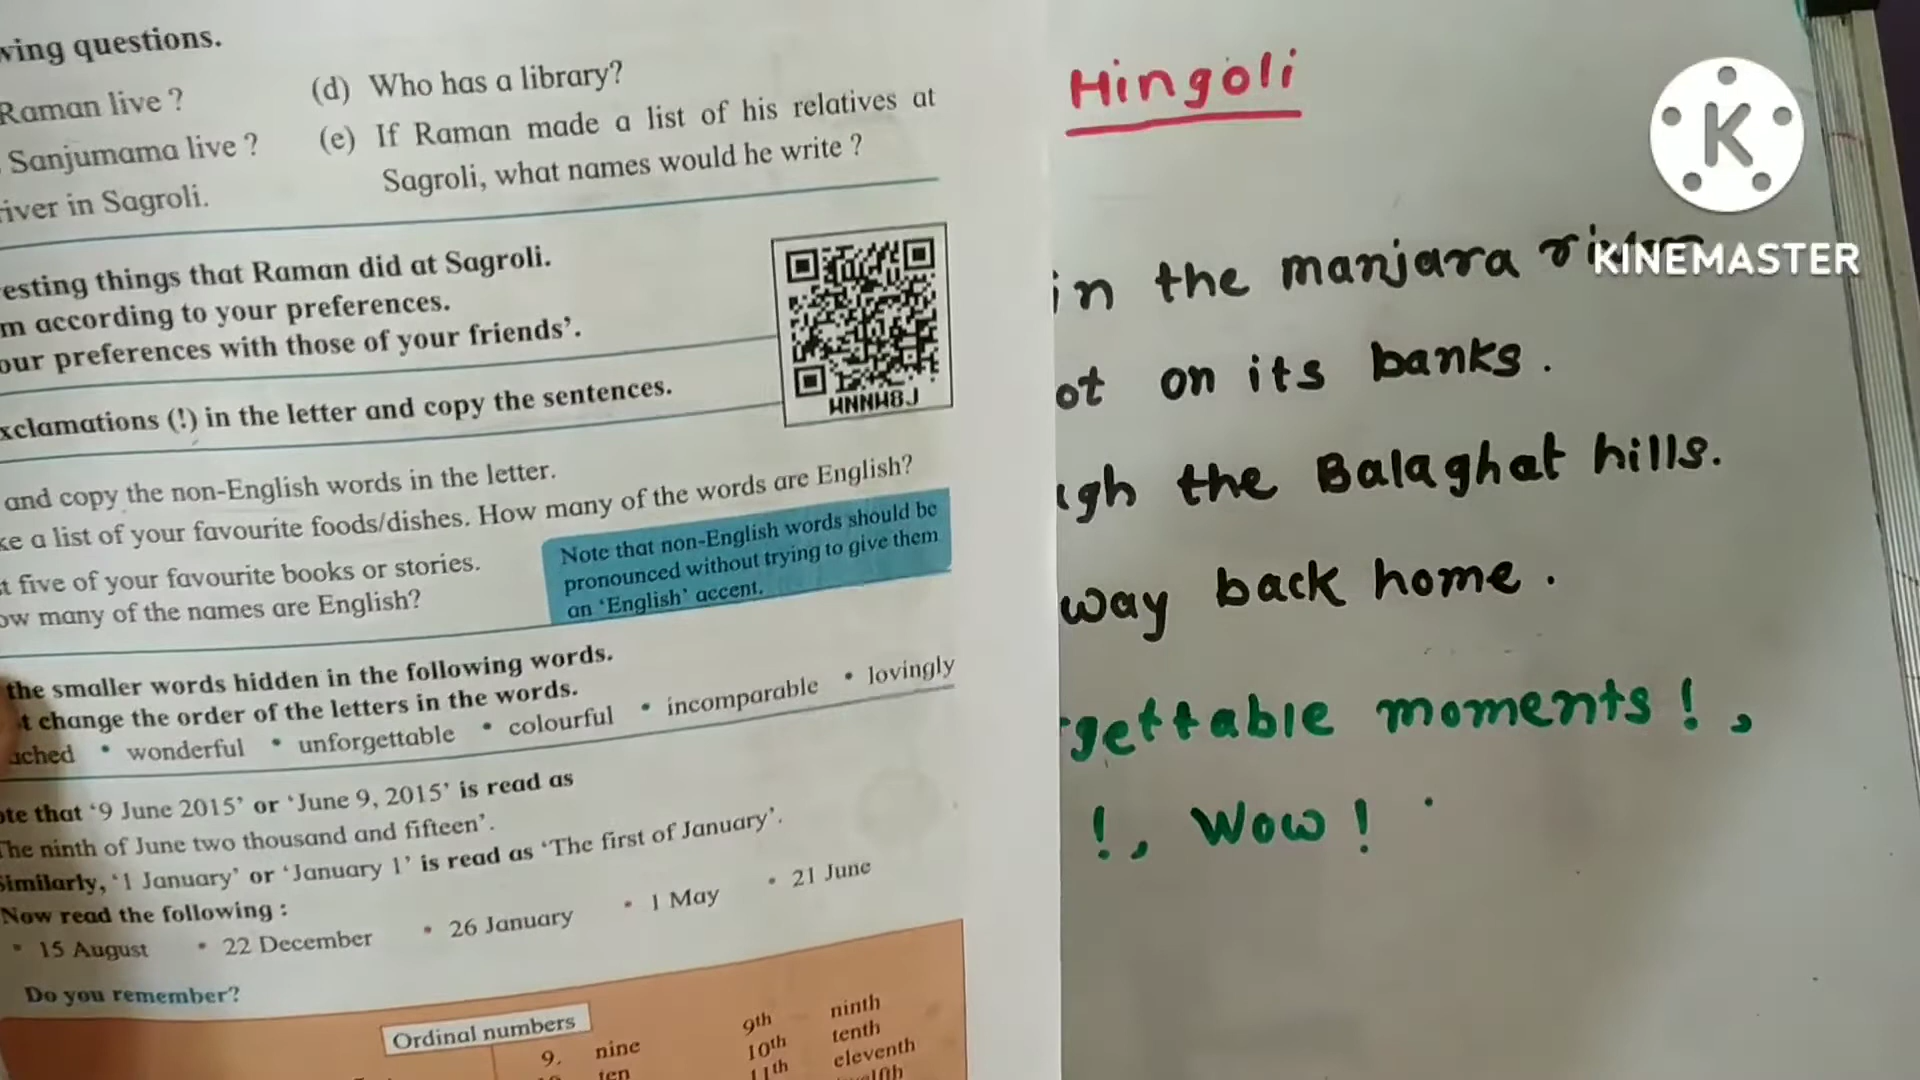 wing questions.
Raman live ?
(d) Who has a library?
Sanjumama live ?
(e) If Raman made a list of his relatives at
Sagroli, what names would he write ?
river in Sagroli.
esting things that Raman did at Sagroli.
m according to your preferences.
our preferences with those of your friends’.
WNNW8J
xclamations (!) in the letter and copy the sentences.
and copy the non-English words in the letter.
ke a list of your favourite foods/dishes. How many of the words are English?
t five of your favourite books or stories.
ow many of the names are English?
Note that non-English words should be
pronounced without trying to give them
an ‘English’ accent.
the smaller words hidden in the following words.
t change the order of the letters in the words.
ached • wonderful • unforgettable • colourful • incomparable • lovingly
ote that ‘9 June 2015’ or ‘June 9, 2015’ is read as
The ninth of June two thousand and fifteen’.
Similarly, ‘1 January’ or ‘January 1’ is read as ‘The first of January’.
Now read the following :
• 15 August • 22 December • 26 January • 1 May • 21 June
Do you remember?
Ordinal numbers
9. nine 9th ninth
ten 10th tenth
11th eleventh
Hingoli
in the manjara
ot on its banks.
gh the Balaghat hills.
way back home.
gettable moments!,
!, Wow!
K
KINEMASTER